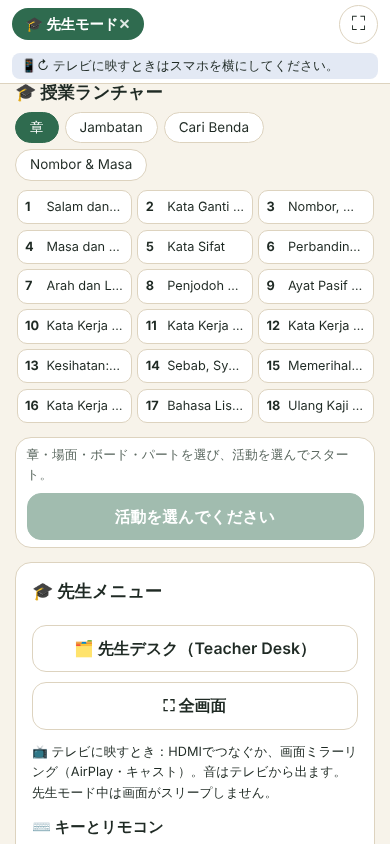 🎓 先生モード✕
📱↻ テレビに映すときはスマホを横にしてください。
🎓 授業ランチャー
章 Jambatan Cari Benda
Nombor & Masa
1 Salam dan... 2 Kata Ganti ... 3 Nombor, ...
4 Masa dan ... 5 Kata Sifat 6 Perbandin...
7 Arah dan L... 8 Penjodoh ... 9 Ayat Pasif ...
10 Kata Kerja ... 11 Kata Kerja ... 12 Kata Kerja ...
13 Kesihatan:... 14 Sebab, Sy... 15 Memerihal...
16 Kata Kerja ... 17 Bahasa Lis... 18 Ulang Kaji ...
章・場面・ボード・パートを選び、活動を選んでスター
ト。
活動を選んでください
🎓 先生メニュー
🗂️ 先生デスク（Teacher Desk）
⛶ 全画面
📺 テレビに映すとき：HDMIでつなぐか、画面ミラーリ
ング（AirPlay・キャスト）。音はテレビから出ます。
先生モード中は画面がスリープしません。
⌨️ キーとリモコン